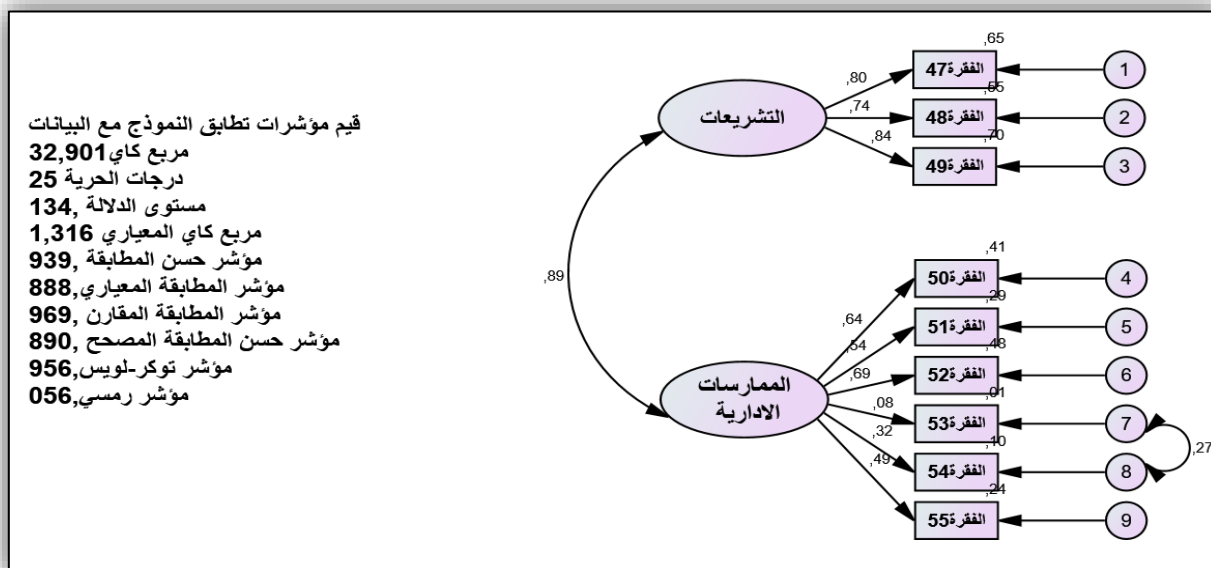 قيم مؤشرات تطابق النموذج مع البيانات
مربع كاي32,901
درجات الحرية 25
مستوى الدلالة ,134
مربع كاي المعياري 1,316
مؤشر حسن المطابقة ,939
مؤشر المطابقة المعياري,888
مؤشر المطابقة المقارن ,969
مؤشر حسن المطابقة المصحح ,890
مؤشر توكر-لويس,956
مؤشر رمسي,056
,89
التشريعات
,80
,74
,84
,65
الفقرة47
1
,55
الفقرة48
2
,70
الفقرة49
3
الممارسات
الادارية
,64
,54
,69
,08
,32
,49
,41
الفقرة50
4
,29
الفقرة51
5
,48
الفقرة52
6
,01
الفقرة53
7
,10
الفقرة54
8
,24
الفقرة55
9
,27